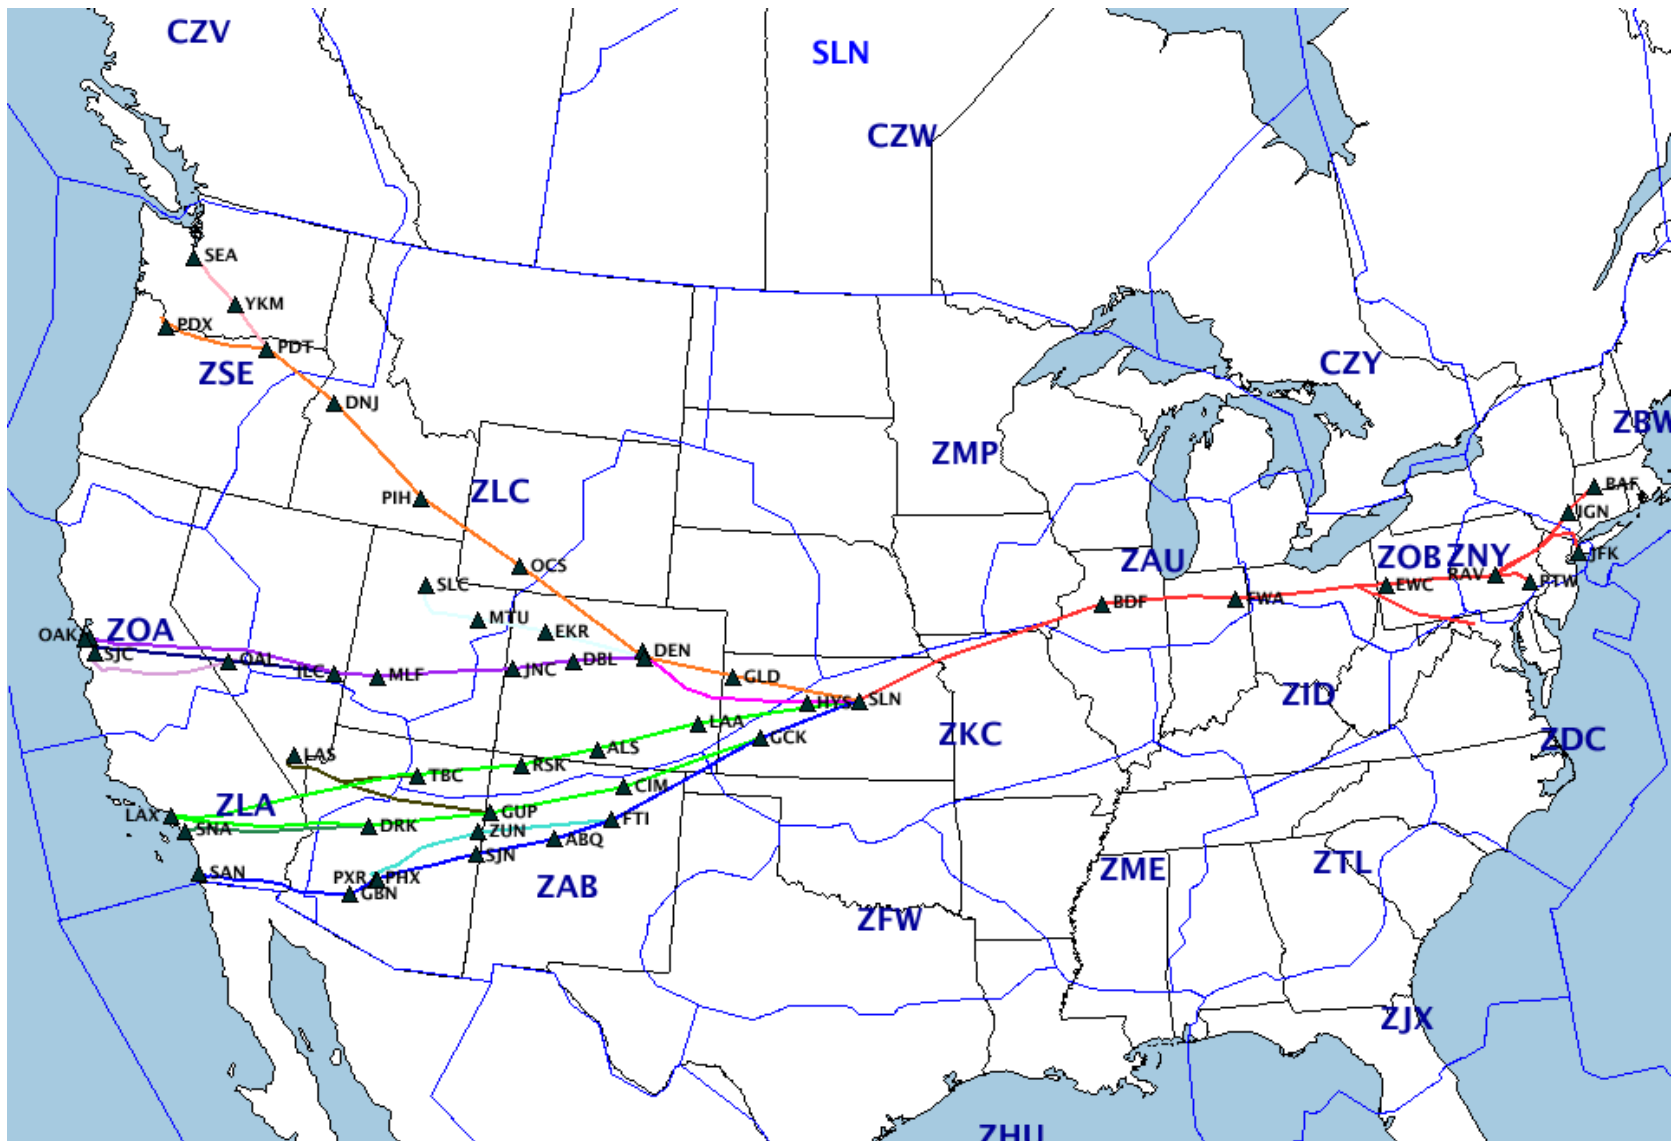 CZV
SLN
CZW
SEA
YKM
PDX
PDT
ZSE
CZY
DNJ
ZBW
ZMP
PIH
ZLC
BAF
IGN
OCS
ZAU
ZOB
ZNY
JFK
SLC
RAV
PTW
EWC
FWA
BDF
MTU
EKR
OAK
ZOA
SJC
OAL
ILC
MLF
JNC
DBL
DEN
GLD
HYS
SLN
ZID
LAA
GCK
ZKC
ZDC
LAS
ALS
TBC
RSK
CIM
ZLA
LAX
SNA
DRK
GUP
ZUN
FTI
ABQ
SJN
SAN
PXR
PHX
GBN
ZAB
ZME
ZTL
ZFW
ZJX
ZHU